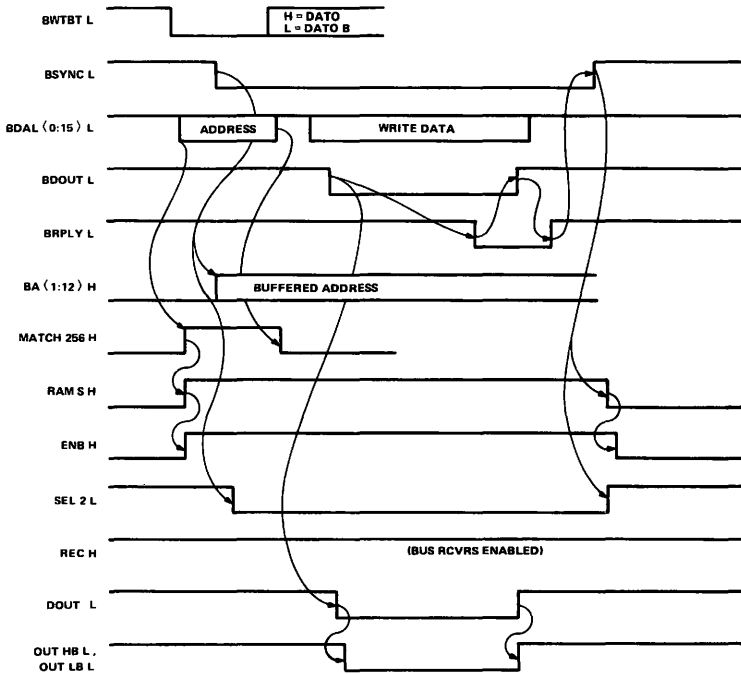 BWTBT L
H = DATO
L = DATO B
BSYNC L
BDAL ⟨0:15⟩ L
ADDRESS
WRITE DATA
BDOUT L
BRPLY L
BA ⟨1:12⟩ H
BUFFERED ADDRESS
MATCH 256 H
RAM S H
ENB H
SEL 2 L
REC H
(BUS RCVRS ENABLED)
DOUT L
OUT HB L,
OUT LB L